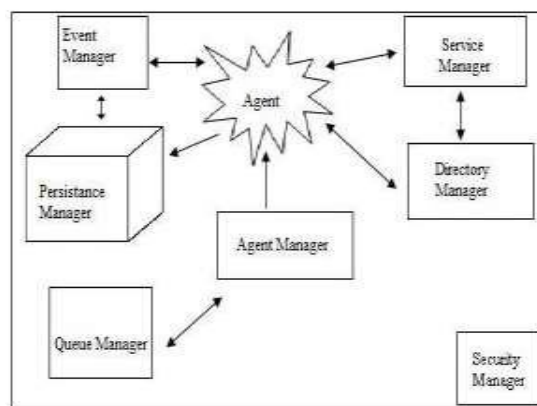 Event
Manager
Service
Manager
Agent
Persistance
Manager
Directory
Manager
Agent Manager
Queue Manager
Security
Manager